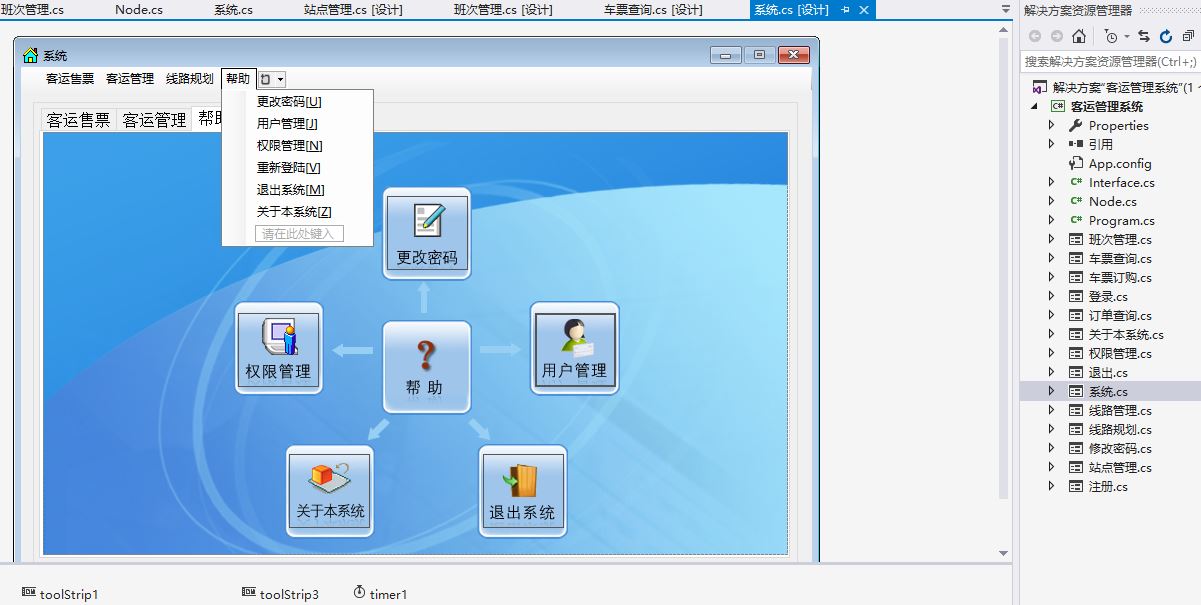 班次管理.cs Node.cs 系统.cs 站点管理.cs [设计] 班次管理.cs [设计] 车票查询.cs [设计] 系统.cs [设计]
系统
客运售票 客运管理 线路规划 帮助
更改密码[U]
用户管理[J]
权限管理[N]
重新登陆[V]
退出系统[M]
关于本系统[Z]
请在此处键入
客运售票 客运管理 帮
更改密码
权限管理
?
帮 助
用户管理
关于本系统
退出系统
toolStrip1 toolStrip3 timer1
解决方案资源管理器
搜索解决方案资源管理器(Ctrl+;)
解决方案"客运管理系统"(1
C# 客运管理系统
Properties
引用
App.config
C# Interface.cs
C# Node.cs
C# Program.cs
班次管理.cs
车票查询.cs
车票订购.cs
登录.cs
订单查询.cs
关于本系统.cs
权限管理.cs
退出.cs
系统.cs
线路管理.cs
线路规划.cs
修改密码.cs
站点管理.cs
注册.cs